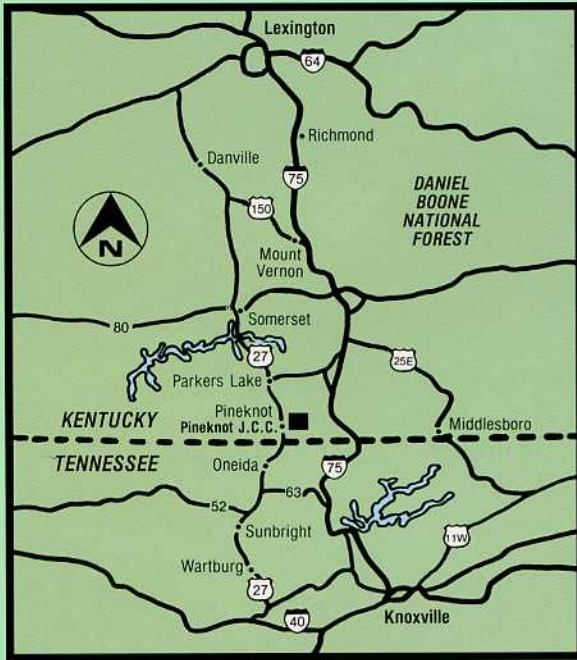 Lexington
64
Richmond
Danville
75
DANIEL
BOONE
NATIONAL
FOREST
150
N
Mount
Vernon
Somerset
80
27
25E
Parkers Lake
Pineknot
Pineknot J.C.C.
Middlesboro
KENTUCKY
TENNESSEE
Oneida
75
63
52
Sunbright
11W
Wartburg
27
40
Knoxville